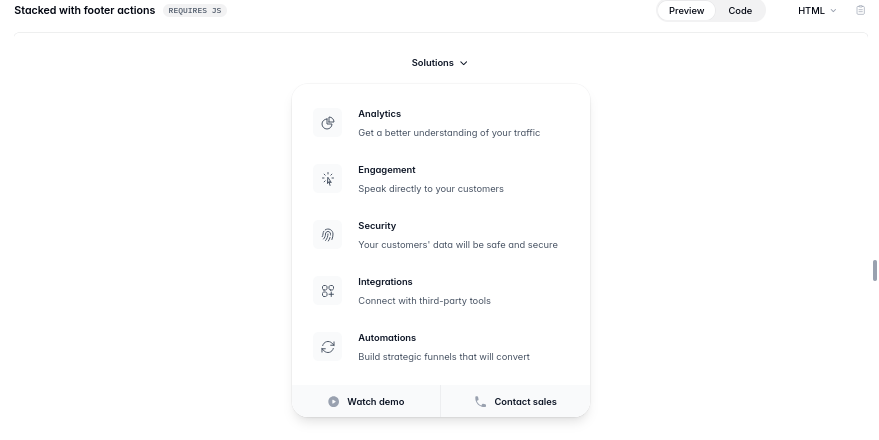 Stacked with footer actions REQUIRES JS Preview Code HTML
Solutions
Analytics
Get a better understanding of your traffic
Engagement
Speak directly to your customers
Security
Your customers' data will be safe and secure
Integrations
Connect with third-party tools
Automations
Build strategic funnels that will convert
Watch demo Contact sales